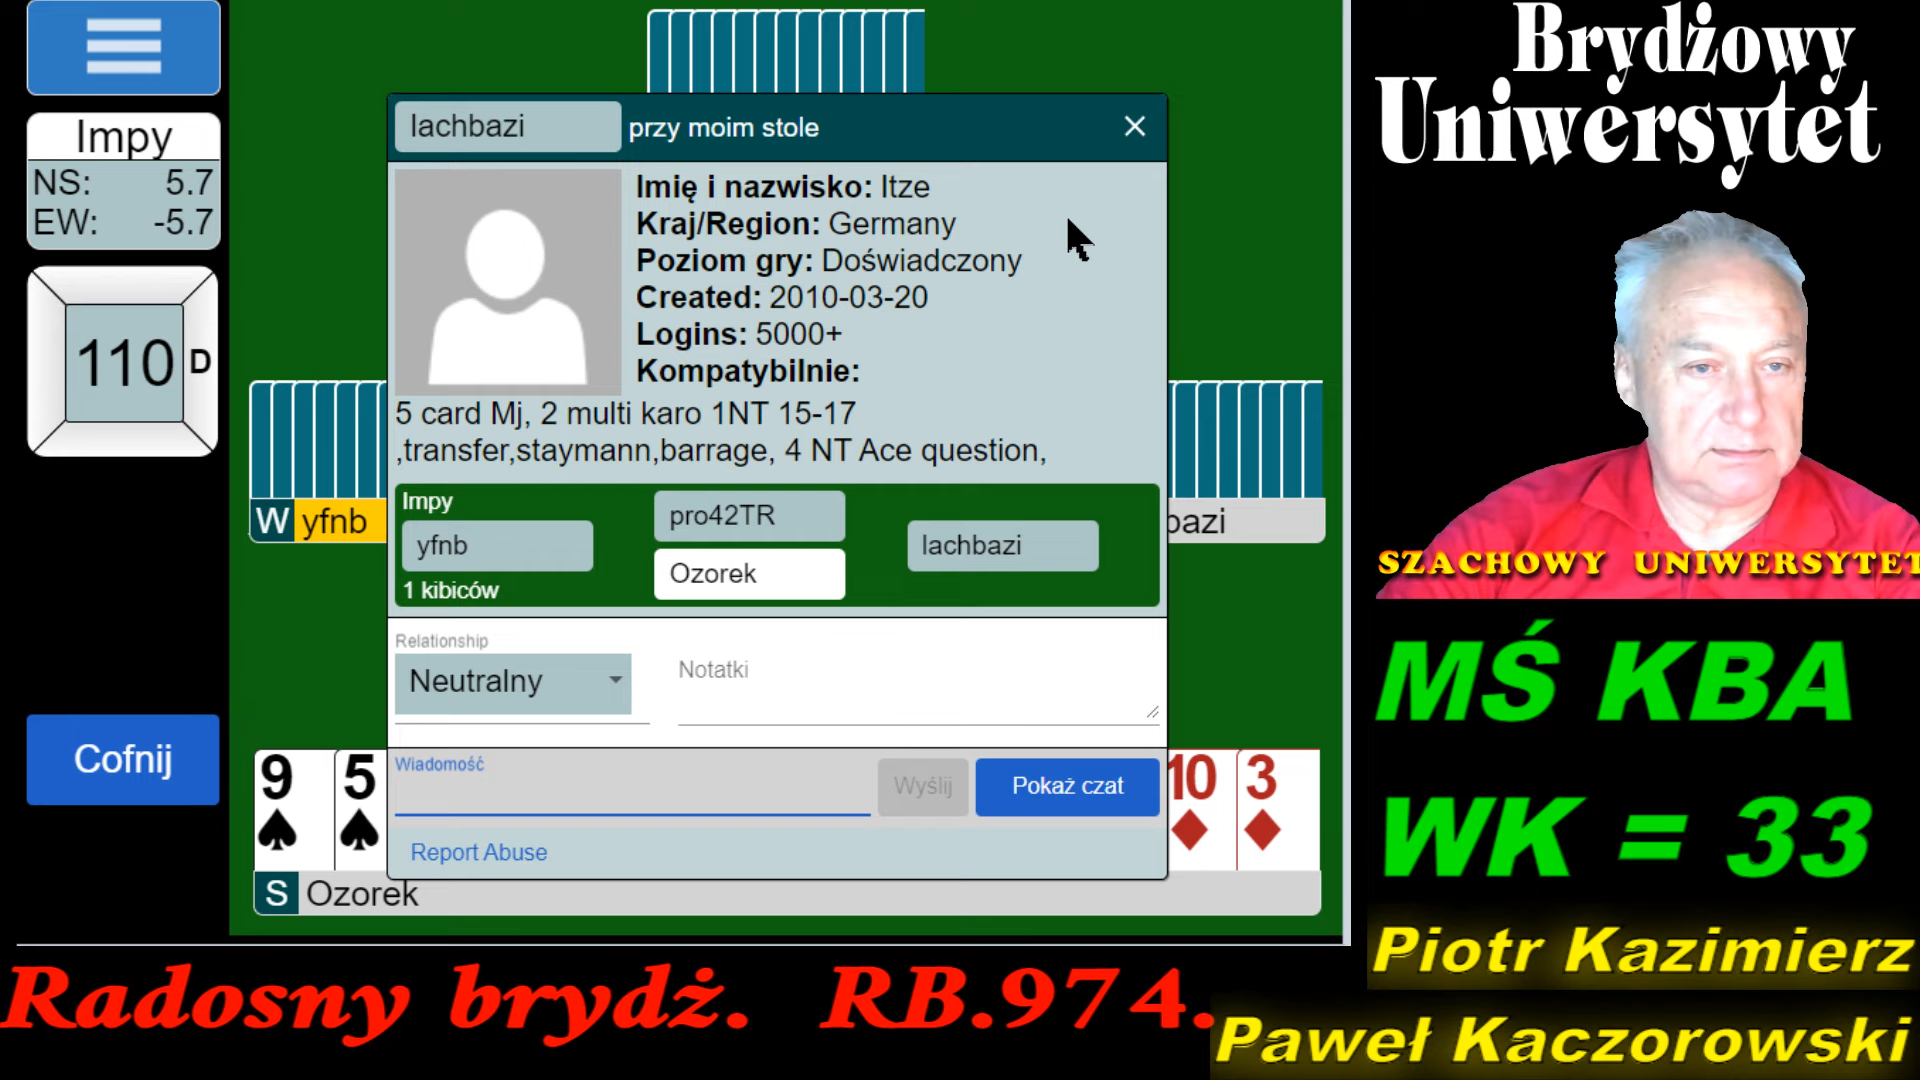 Impy
NS: 5.7
EW: -5.7
110 D
Cofnij
lachbazi przy moim stole
Imię i nazwisko: Itze
Kraj/Region: Germany
Poziom gry: Doświadczony
Created: 2010-03-20
Logins: 5000+
Kompatybilnie:
5 card Mj, 2 multi karo 1NT 15-17
,transfer,staymann,barrage, 4 NT Ace question,
Impy
yfnb
pro42TR
Ozorek
lachbazi
1 kibiców
W yfnb
bazi
Relationship
Neutralny
Notatki
Wiadomość
Wyślij
Pokaż czat
Report Abuse
9 5 10 3
S Ozorek
Brydżowy
Uniwersytet
SZACHOWY UNIWERSYTET
MŚ KBA
WK = 33
Piotr Kazimierz
Paweł Kaczorowski
Radosny brydż. RB.974.